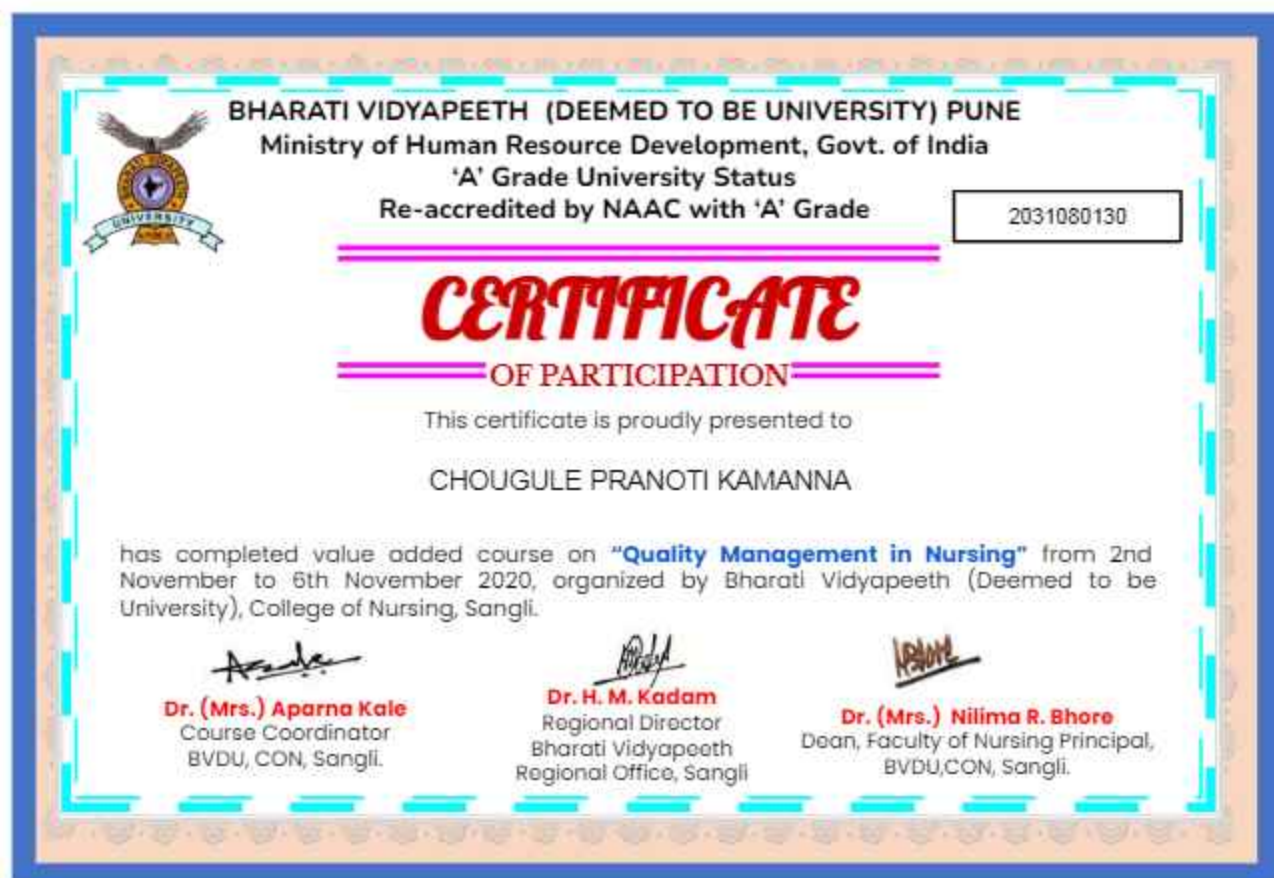 BHARATI VIDYAPEETH (DEEMED TO BE UNIVERSITY) PUNE
Ministry of Human Resource Development, Govt. of India
‘A’ Grade University Status
Re-accredited by NAAC with ‘A’ Grade
2031080130
BHARATI VIDYAPEETH
UNIVERSITY
CERTIFICATE
OF PARTICIPATION
This certificate is proudly presented to
CHOUGULE PRANOTI KAMANNA
has completed value added course on “Quality Management in Nursing” from 2nd
November to 6th November 2020, organized by Bharati Vidyapeeth (Deemed to be
University), College of Nursing, Sangli.
Dr. (Mrs.) Aparna Kale
Course Coordinator
BVDU, CON, Sangli.
Dr. H. M. Kadam
Regional Director
Bharati Vidyapeeth
Regional Office, Sangli
Dr. (Mrs.) Nilima R. Bhore
Dean, Faculty of Nursing Principal,
BVDU,CON, Sangli.